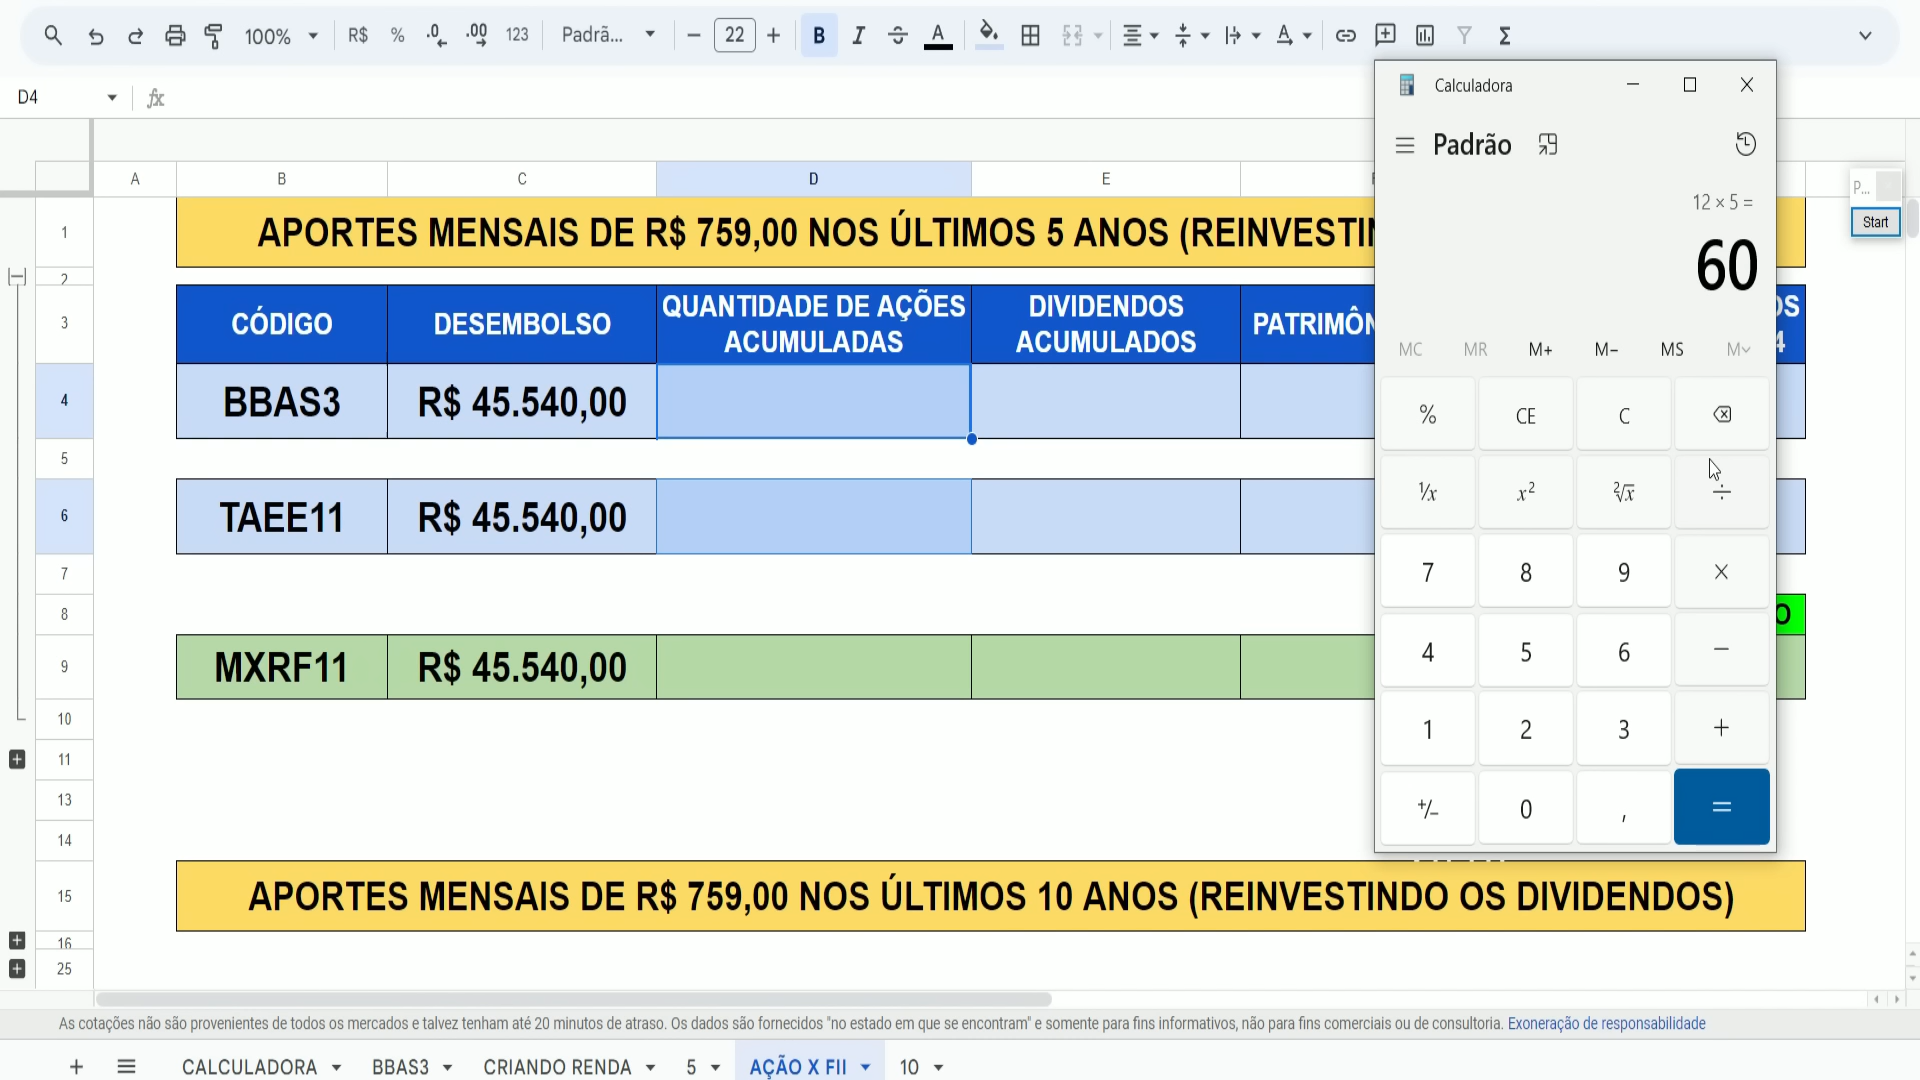 100%
R$
%
.0
.00
123
Padrã...
22
B
I
A
Σ
D4
fx
Calculadora
Padrão
12 × 5 =
60
P...
Start
A
B
C
D
E
1
APORTES MENSAIS DE R$ 759,00 NOS ÚLTIMOS 5 ANOS
2
3
CÓDIGO
DESEMBOLSO
QUANTIDADE DE AÇÕES
ACUMULADAS
DIVIDENDOS
ACUMULADOS
4
BBAS3
R$ 45.540,00
5
6
TAEE11
R$ 45.540,00
7
8
9
MXRF11
R$ 45.540,00
10
11
13
14
MC
MR
M+
M−
MS
M˅
%
CE
C
⅟x
x²
²√x
÷
7
8
9
×
4
5
6
−
1
2
3
+
+/−
0
,
=
15
APORTES MENSAIS DE R$ 759,00 NOS ÚLTIMOS 10 ANOS (REINVESTINDO OS DIVIDENDOS)
16
25
As cotações não são provenientes de todos os mercados e talvez tenham até 20 minutos de atraso. Os dados são fornecidos "no estado em que se encontram" e somente para fins informativos, não para fins comerciais ou de consultoria. Exoneração de responsabilidade
+
CALCULADORA
BBAS3
CRIANDO RENDA
5
AÇÃO X FII
10